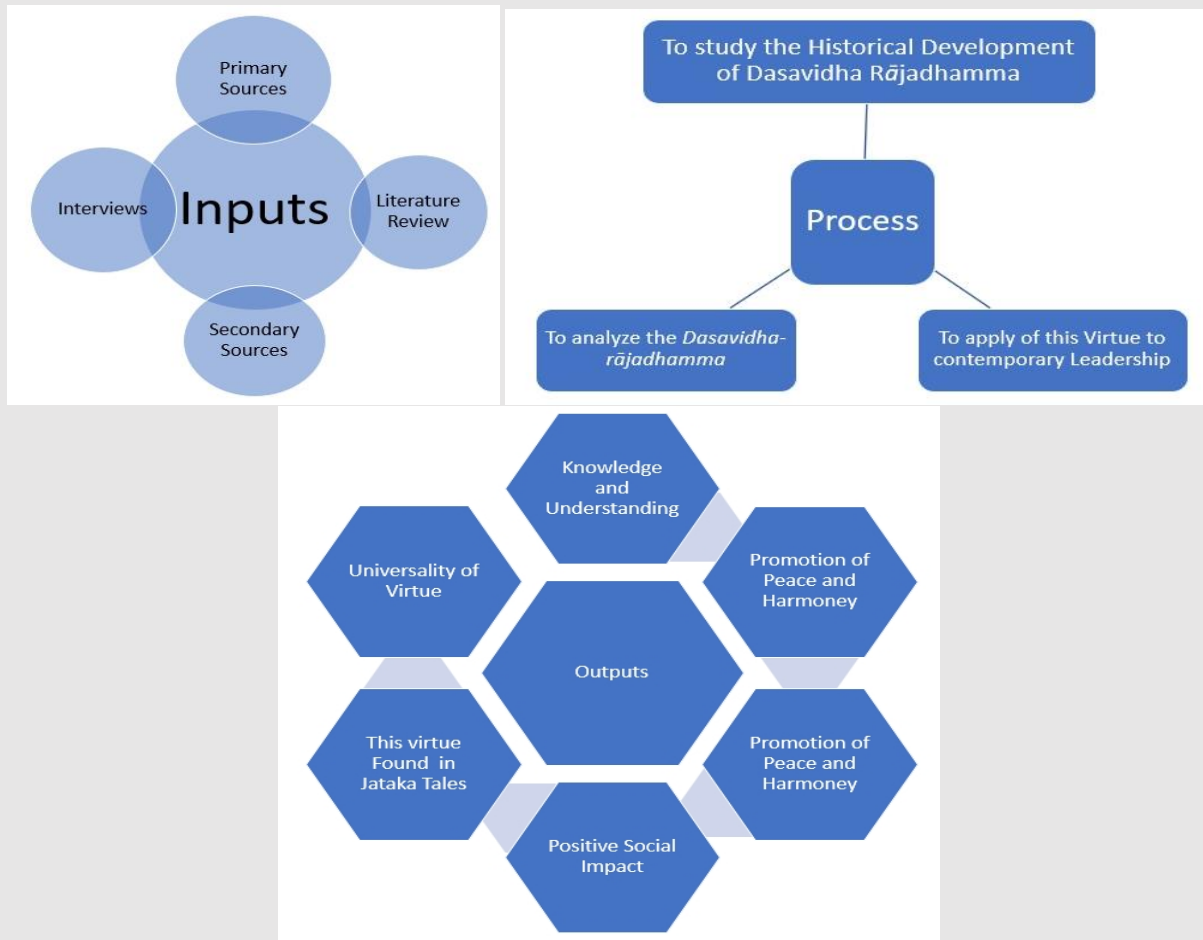 Primary
Sources
Interviews
Inputs
Literature
Review
Secondary
Sources
To study the Historical Development
of Dasavidha Rājadhamma
Process
To analyze the Dasavidha-
rājadhamma
To apply of this Virtue to
contemporary Leadership
Knowledge
and
Understanding
Universality of
Virtue
Promotion of
Peace and
Harmoney
Outputs
This virtue
Found in
Jataka Tales
Promotion of
Peace and
Harmoney
Positive Social
Impact